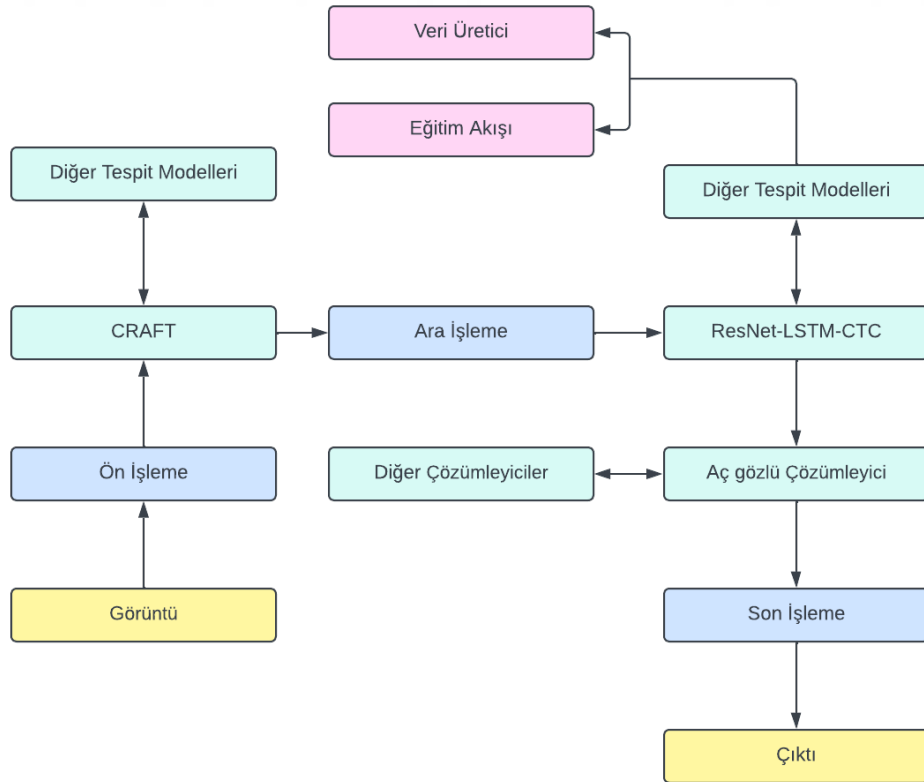 Veri Üretici
Eğitim Akışı
Diğer Tespit Modelleri
Diğer Tespit Modelleri
CRAFT
Ara İşleme
ResNet-LSTM-CTC
Ön İşleme
Diğer Çözümleyiciler
Aç gözlü Çözümleyici
Görüntü
Son İşleme
Çıktı